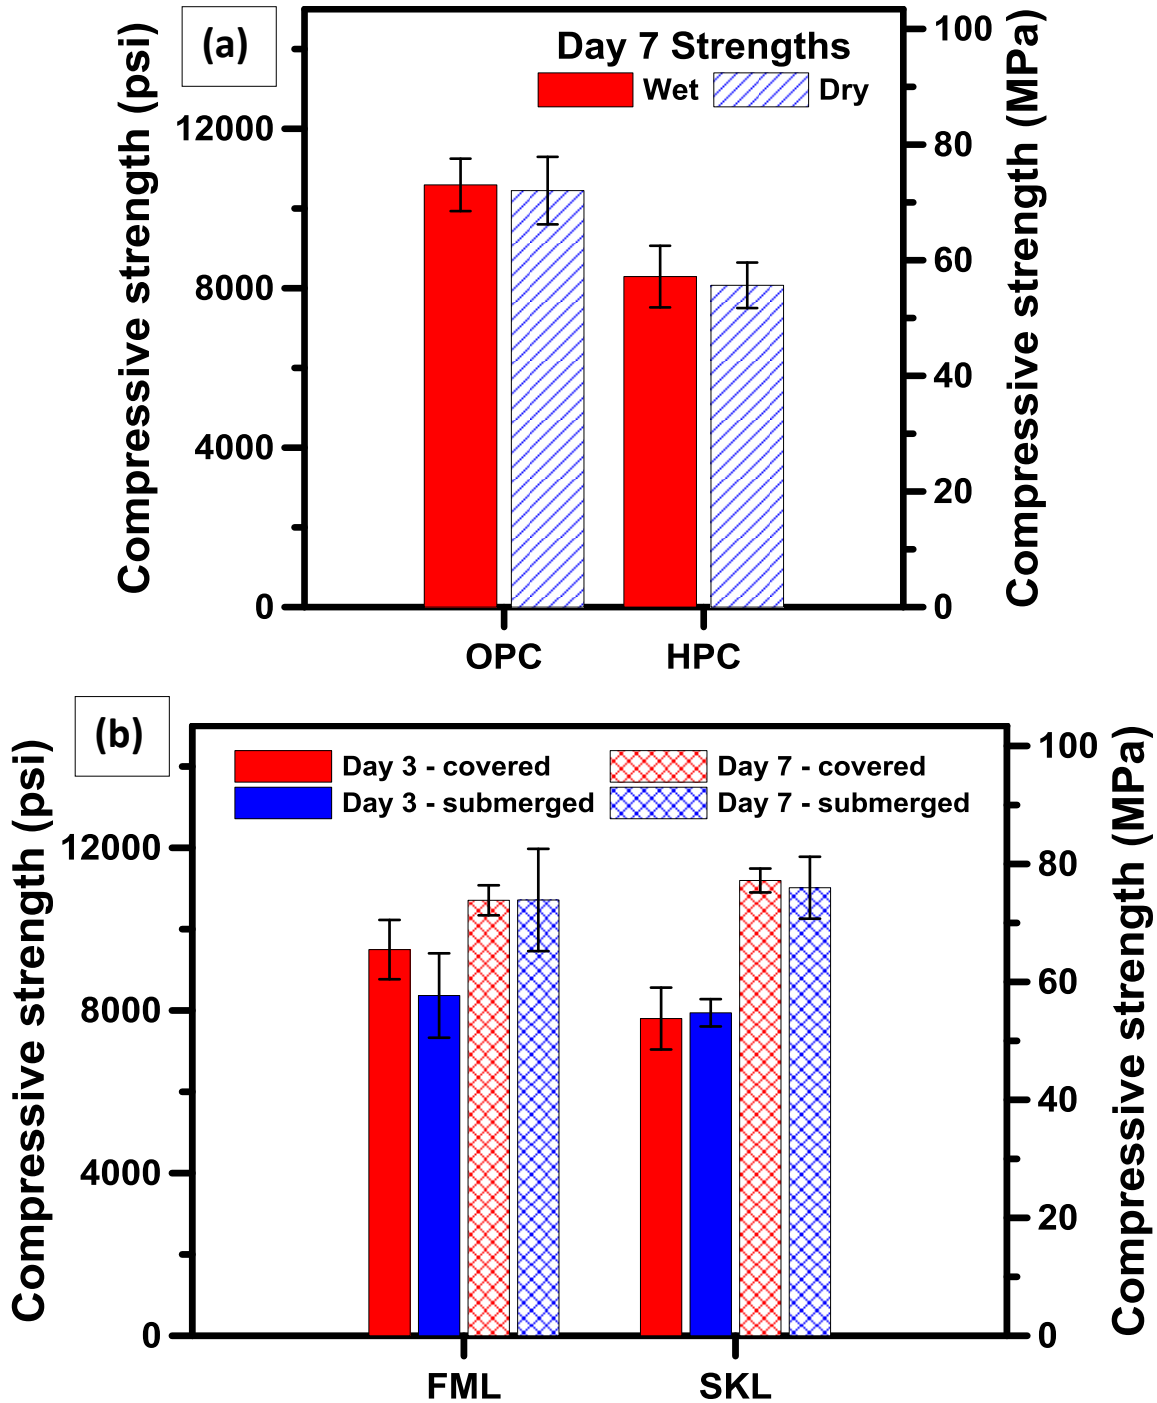 (a)
Day 7 Strengths
Wet
Dry
Compressive strength (psi)
12000
8000
4000
0
Compressive strength (MPa)
100
80
60
40
20
0
OPC
HPC
(b)
Day 3 - covered
Day 7 - covered
Day 3 - submerged
Day 7 - submerged
Compressive strength (psi)
12000
8000
4000
0
Compressive strength (MPa)
100
80
60
40
20
0
FML
SKL